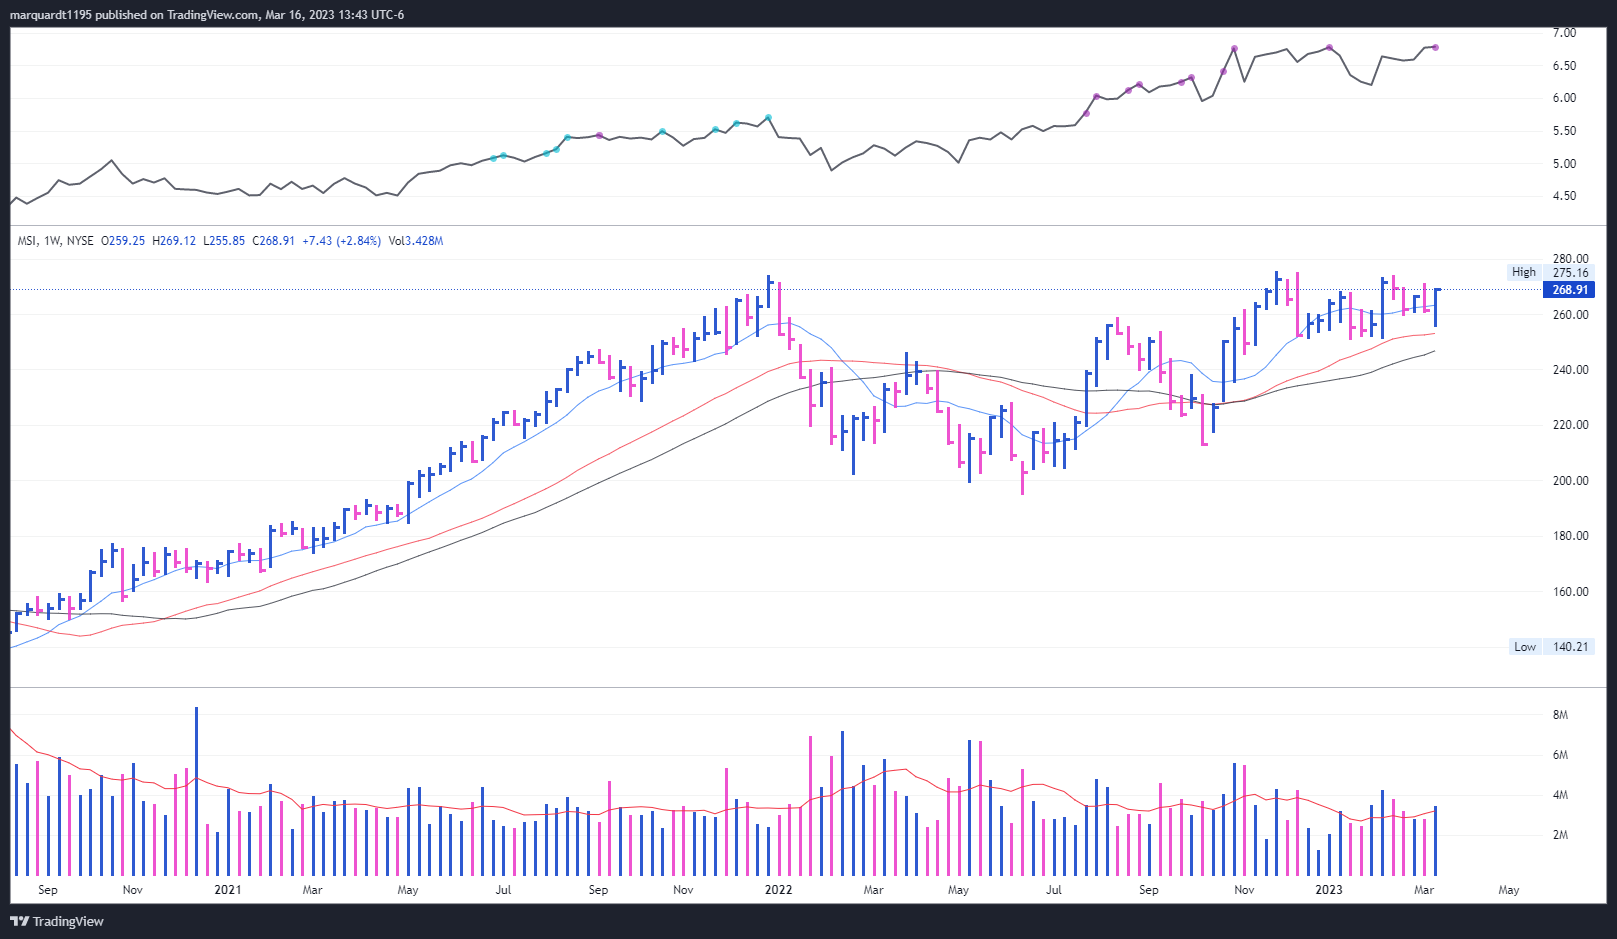 marquardt1195 published on TradingView.com, Mar 16, 2023 13:43 UTC-6
7.00
6.50
6.00
5.50
5.00
4.50
MSI, 1W, NYSE O259.25 H269.12 L255.85 C268.91 +7.43 (+2.84%) Vol3.428M
280.00
High 275.16
268.91
260.00
240.00
220.00
200.00
180.00
160.00
Low 140.21
8M
6M
4M
2M
Sep Nov 2021 Mar May Jul Sep Nov 2022 Mar May Jul Sep Nov 2023 Mar May
TradingView